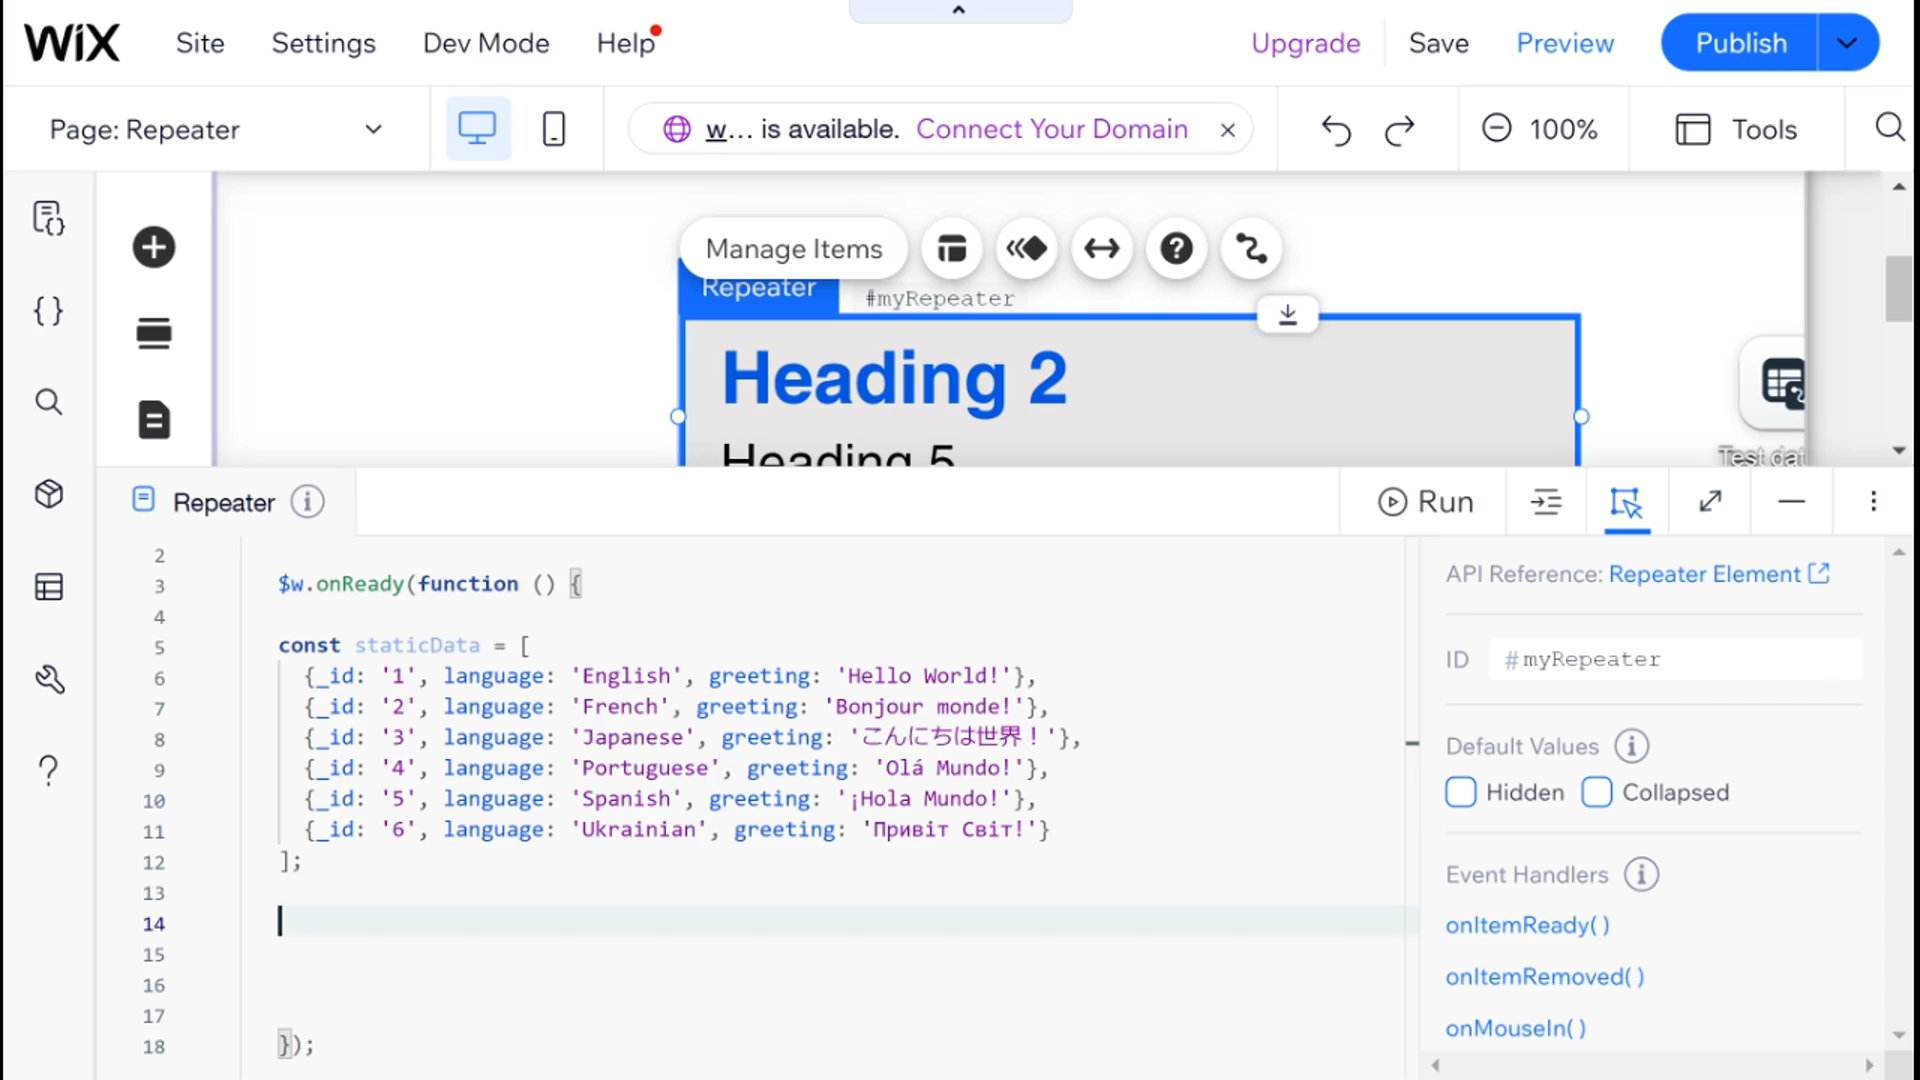 WiX Site Settings Dev Mode Help Upgrade Save Preview Publish
Page: Repeater w... is available. Connect Your Domain 100% Tools
Manage Items
Repeater #myRepeater
Heading 2
Heading 5
Test dat
Repeater Run
2
3 $w.onReady(function () {
4
5 const staticData = [
6 {_id: '1', language: 'English', greeting: 'Hello World!'},
7 {_id: '2', language: 'French', greeting: 'Bonjour monde!'},
8 {_id: '3', language: 'Japanese', greeting: 'こんにちは世界！'},
9 {_id: '4', language: 'Portuguese', greeting: 'Olá Mundo!'},
10 {_id: '5', language: 'Spanish', greeting: '¡Hola Mundo!'},
11 {_id: '6', language: 'Ukrainian', greeting: 'Привіт Світ!'}
12 ];
13
14
15
16
17
18 });
API Reference: Repeater Element
ID #myRepeater
Default Values
Hidden Collapsed
Event Handlers
onItemReady()
onItemRemoved()
onMouseIn()